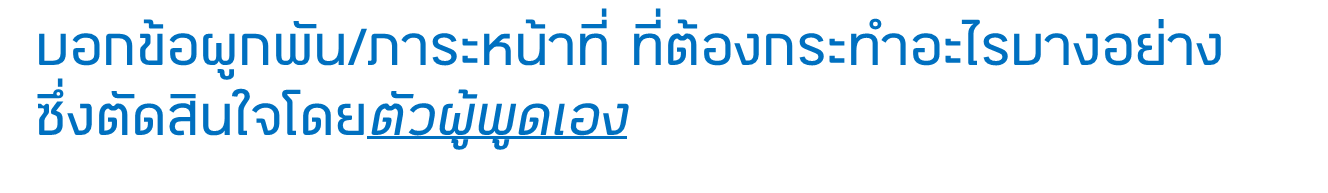 บอกข้อผูกพัน/ภาระหน้าที่ ที่ต้องกระทำอะไรบางอย่าง
ซึ่งตัดสินใจโดยตัวผู้พูดเอง